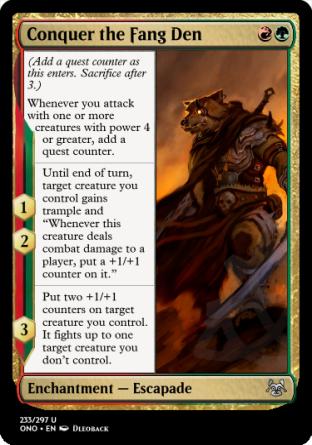 Conquer the Fang Den
(Add a quest counter as
this enters. Sacrifice after
3.)
Whenever you attack
with one or more
creatures with power 4
or greater, add a
quest counter.
1
2
Until end of turn,
target creature you
control gains
trample and
“Whenever this
creature deals
combat damage to a
player, put a +1/+1
counter on it.”
3
Put two +1/+1
counters on target
creature you control.
It fights up to one
target creature you
don't control.
Enchantment — Escapade
233/297 U
ONO • EN DLEOBACK